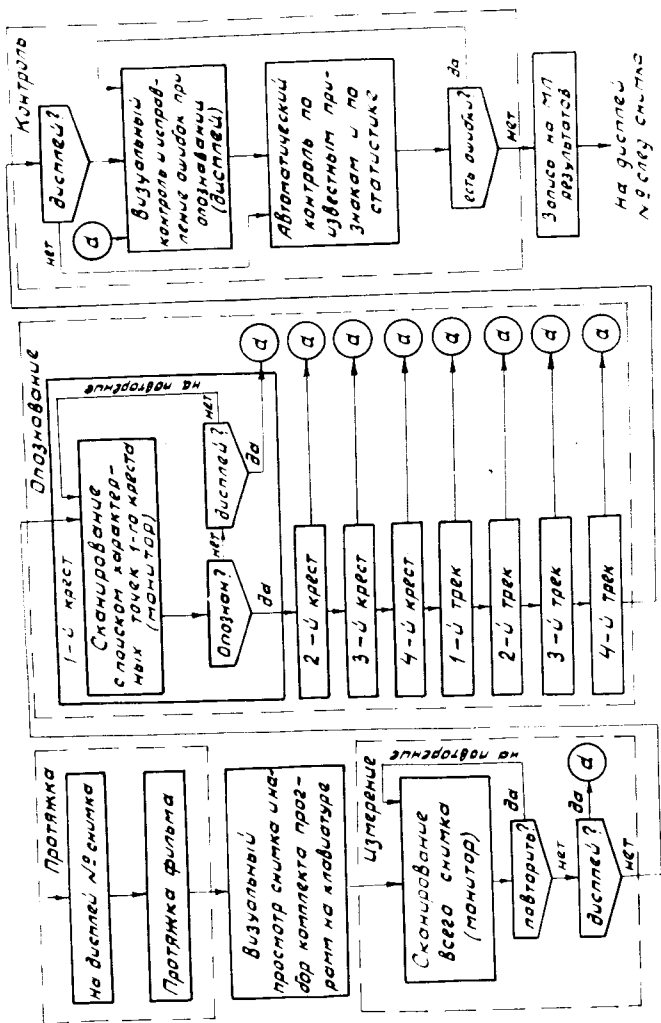 Протяжка
на дисплей № снимка
Протяжка фильма
Визуальный
просмотр снимка и на-
бор комплекта прог-
рамм на клавиатуре
Измерение
Сканирование
всего снимка
(монитор)
на повторение
повторить?
да
нет
дисплей?
да
а
нет
Опознавание
1-й крест
Сканирование
с поиском характер-
ных точек 1-го креста
(монитор)
на повторение
Опознан?
нет
дисплей?
нет
да
да
а
2-й крест
а
3-й крест
а
4-й крест
а
1-й трек
а
2-й трек
а
3-й трек
а
4-й трек
а
Контроль
дисплей?
нет
а
Визуальный
контроль и исправ-
ление ошибок при
опознавании
(дисплей)
Автоматический
контроль по
известным при-
знакам и по
статистике
есть ошибки?
да
нет
Запись на МЛ
результатов
на дисплей
№ след снимка